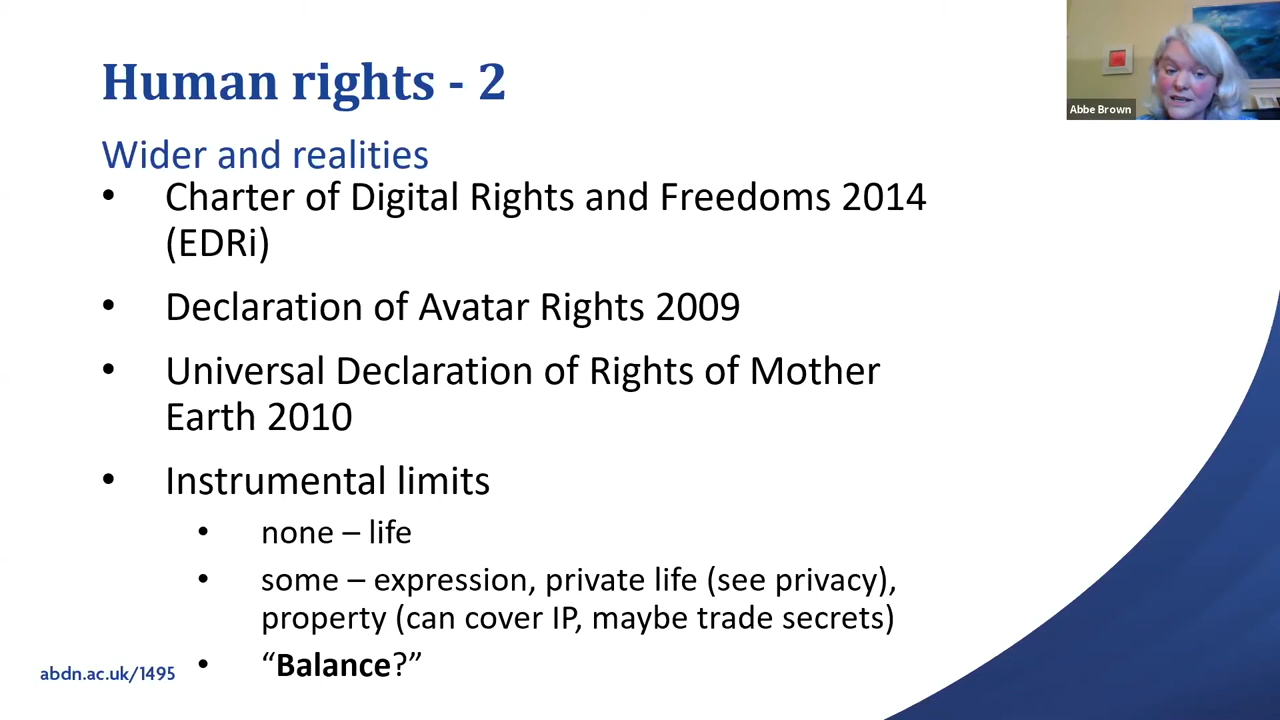 Human rights - 2
Abbe Brown
Wider and realities
• Charter of Digital Rights and Freedoms 2014
(EDRi)
• Declaration of Avatar Rights 2009
• Universal Declaration of Rights of Mother
Earth 2010
• Instrumental limits
• none – life
• some – expression, private life (see privacy),
property (can cover IP, maybe trade secrets)
• “Balance?”
abdn.ac.uk/1495